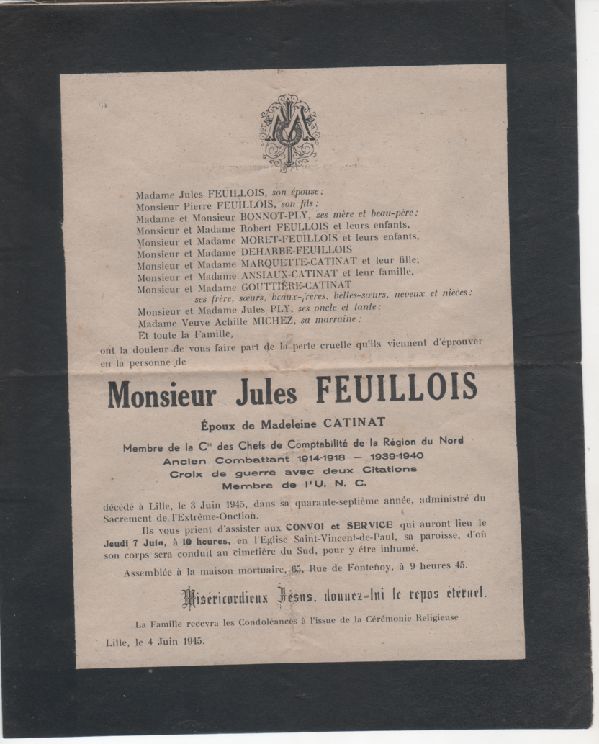 Madame Jules FEUILLOIS, son épouse;
Monsieur Pierre FEUILLOIS, son fils;
Madame et Monsieur BONNOT-PLY, ses mère et beau-père;
Monsieur et Madame Robert FEULLOIS et leurs enfants,
Monsieur et Madame MORET-FEUILLOIS et leurs enfants,
Monsieur et Madame DEHARBE-FEUILLOIS
Monsieur et Madame MARQUETTE-CATINAT et leur fille;
Monsieur et Madame ANSIAUX-CATINAT et leur famille,
Monsieur et Madame GOUTTIÈRE-CATINAT
ses frère, sœurs, beaux-frères, belles-sœurs, neveux et nièces;
Monsieur et Madame Jules PLY, ses oncle et tante;
Madame Veuve Achille MICHEZ, sa marraine;
Et toute la Famille,
ont la douleur de vous faire part de la perte cruelle qu'ils viennent d'éprouver
en la personne de
Monsieur Jules FEUILLOIS
Époux de Madeleine CATINAT
Membre de la Cie des Chefs de Comptabilité de la Région du Nord
Ancien Combattant 1914-1918 — 1939-1940
Croix de guerre avec deux Citations
Membre de l'U. N. C.
décédé à Lille, le 3 Juin 1945, dans sa quarante-septième année, administré du
Sacrement de l'Extrême-Onction.
Ils vous prient d'assister aux CONVOI et SERVICE qui auront lieu le
Jeudi 7 Juin, à 10 heures, en l'Eglise Saint-Vincent-de-Paul, sa paroisse, d'où
son corps sera conduit au cimetière du Sud, pour y être inhumé.
Assemblée à la maison mortuaire, 65, Rue de Fontenoy, à 9 heures 45.
Miséricordieux Jésus, donnez-lui le repos éternel.
La Famille recevra les Condoléances à l'issue de la Cérémonie Religieuse
Lille, le 4 Juin 1945.